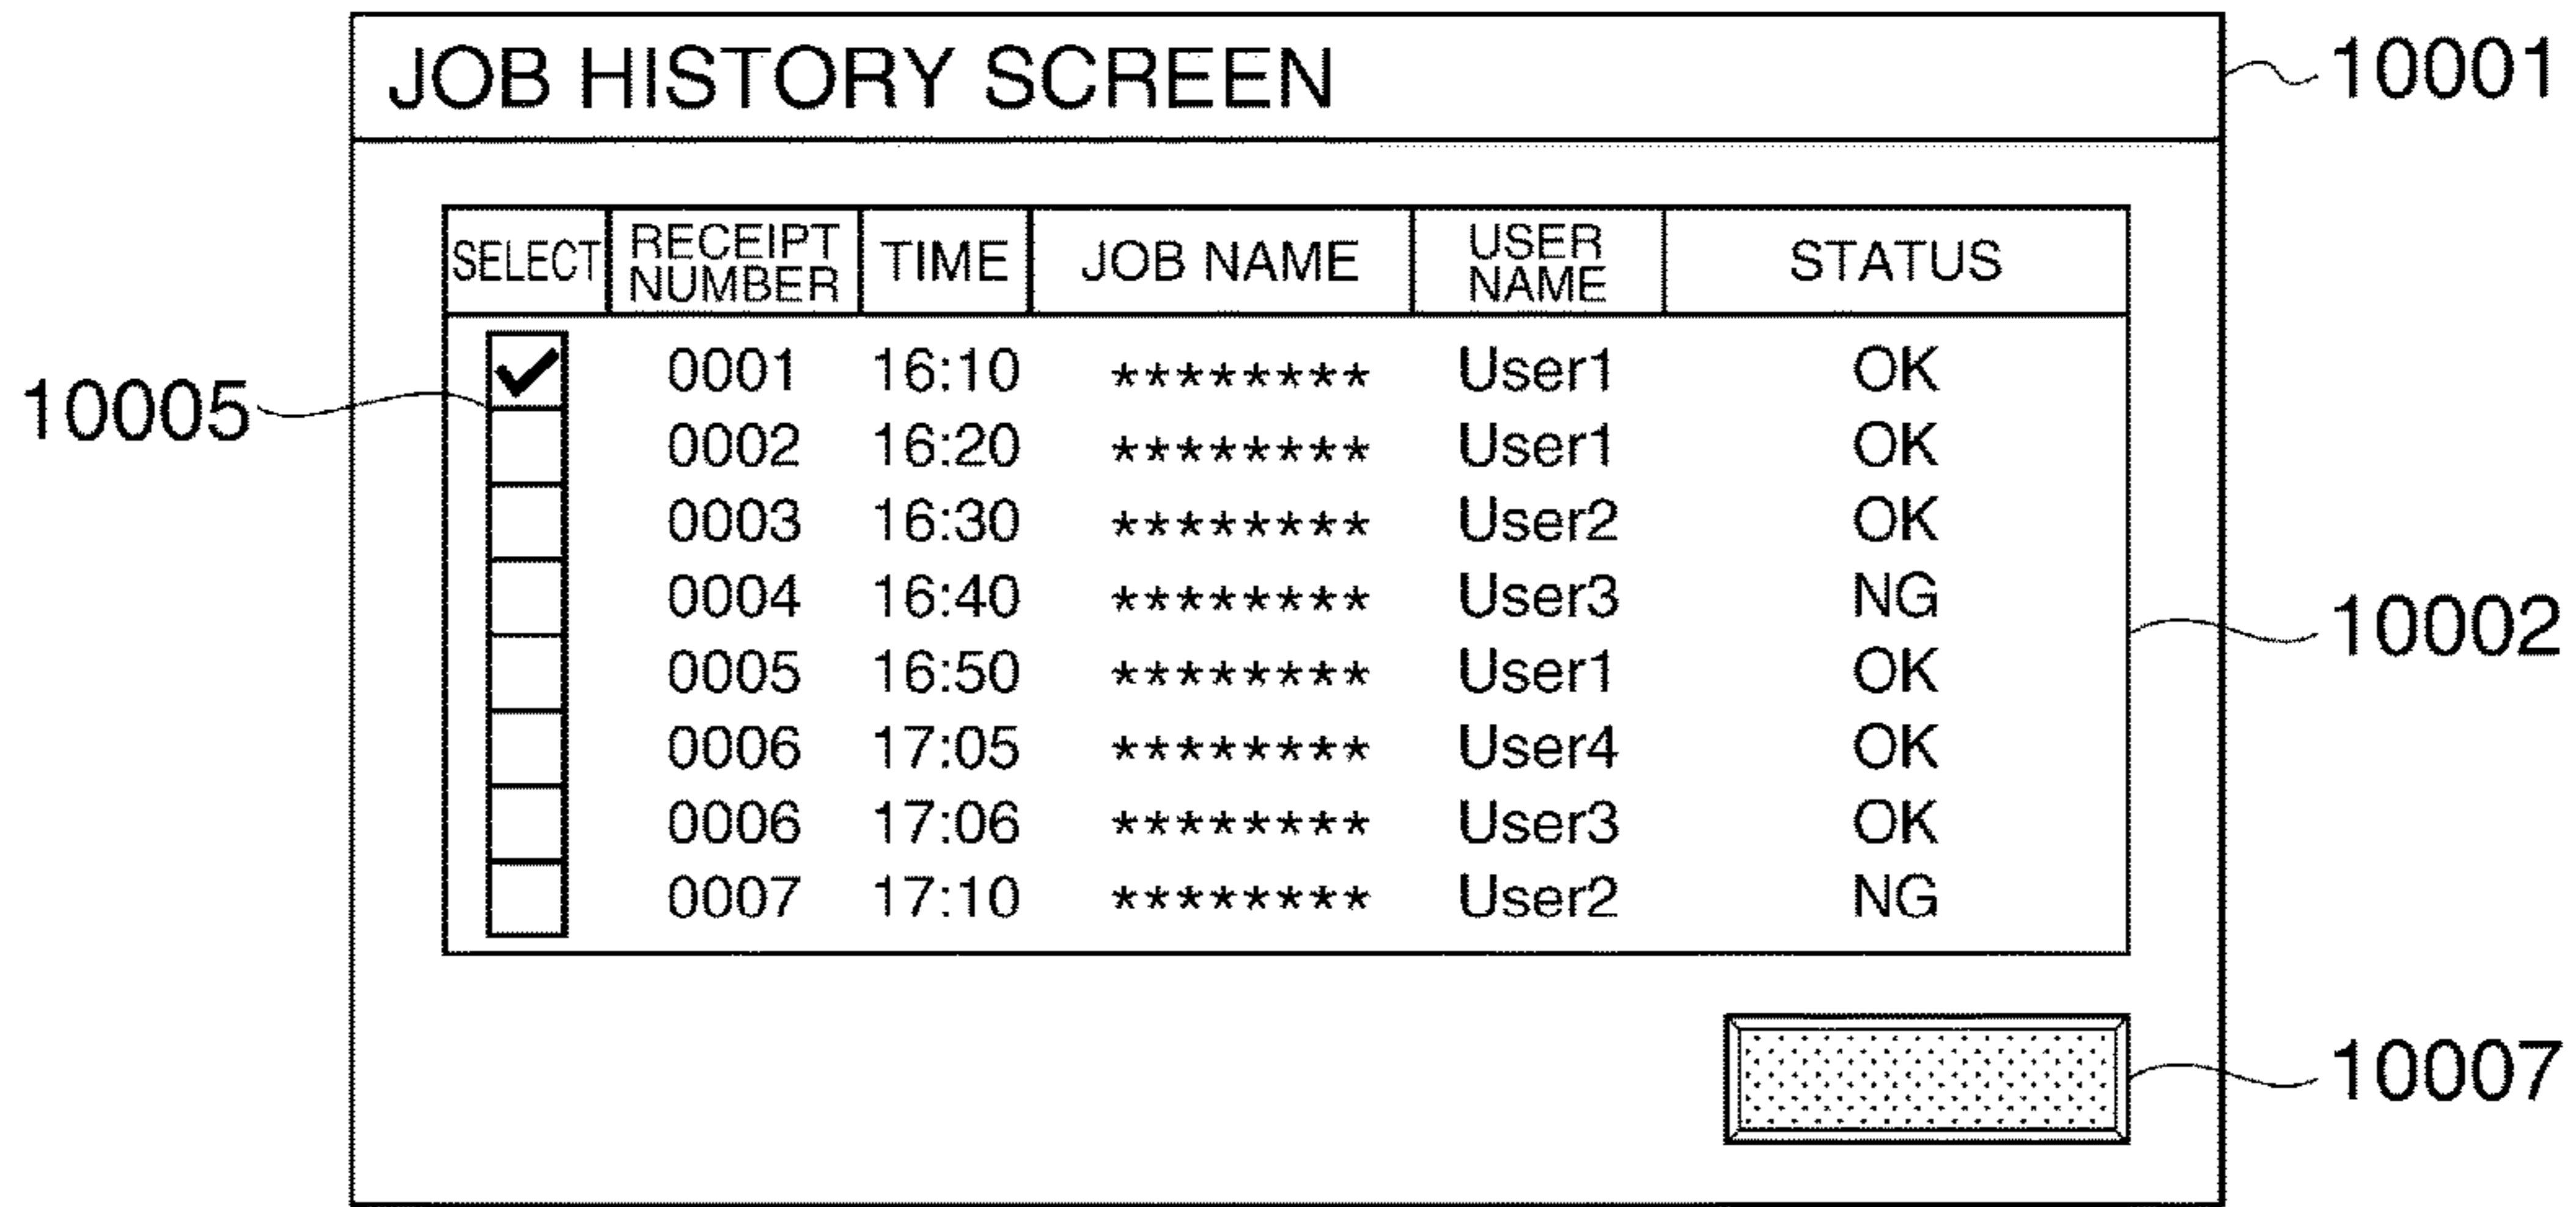 JOB HISTORY SCREEN
10001
SELECT RECEIPT NUMBER TIME JOB NAME USER NAME STATUS
0001 16:10 ******** User1 OK
10005
0002 16:20 ******** User1 OK
0003 16:30 ******** User2 OK
0004 16:40 ******** User3 NG
10002
0005 16:50 ******** User1 OK
0006 17:05 ******** User4 OK
0006 17:06 ******** User3 OK
0007 17:10 ******** User2 NG
10007